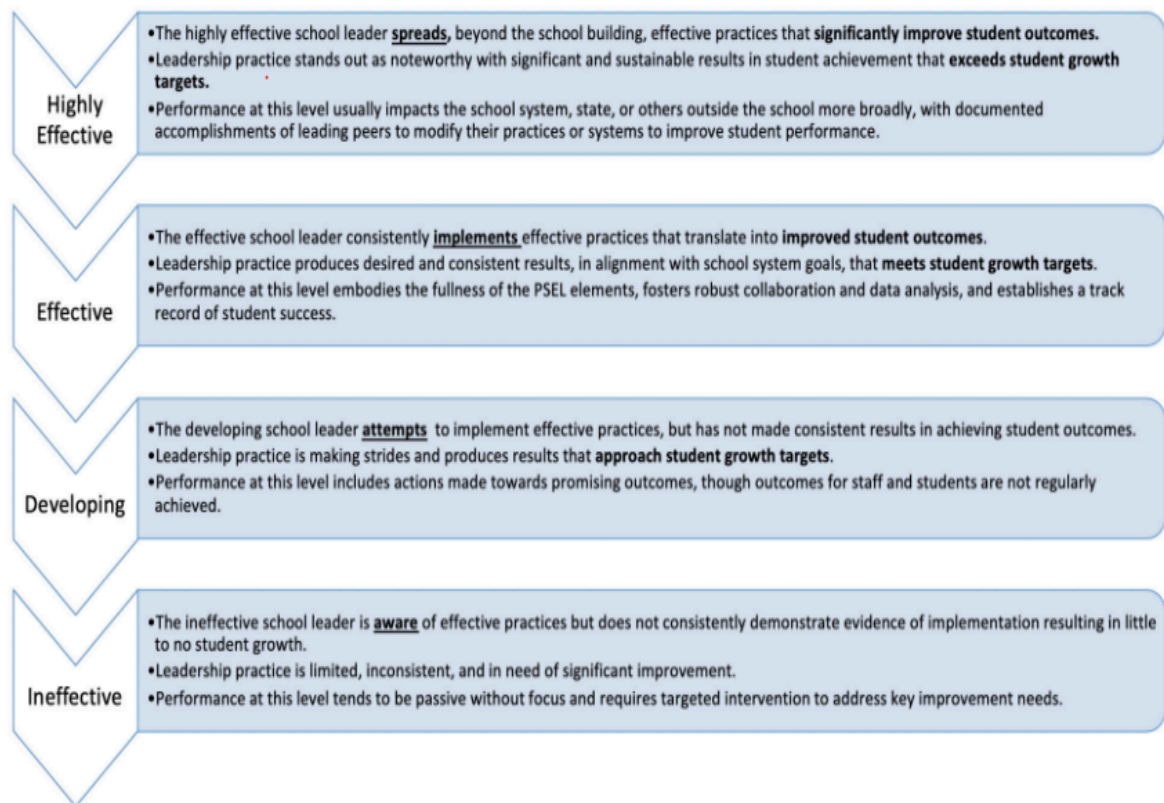 Highly
Effective
•The highly effective school leader spreads, beyond the school building, effective practices that significantly improve student outcomes.
•Leadership practice stands out as noteworthy with significant and sustainable results in student achievement that exceeds student growth
targets.
•Performance at this level usually impacts the school system, state, or others outside the school more broadly, with documented
accomplishments of leading peers to modify their practices or systems to improve student performance.
Effective
•The effective school leader consistently implements effective practices that translate into improved student outcomes.
•Leadership practice produces desired and consistent results, in alignment with school system goals, that meets student growth targets.
•Performance at this level embodies the fullness of the PSEL elements, fosters robust collaboration and data analysis, and establishes a track
record of student success.
Developing
•The developing school leader attempts to implement effective practices, but has not made consistent results in achieving student outcomes.
•Leadership practice is making strides and produces results that approach student growth targets.
•Performance at this level includes actions made towards promising outcomes, though outcomes for staff and students are not regularly
achieved.
Ineffective
•The ineffective school leader is aware of effective practices but does not consistently demonstrate evidence of implementation resulting in little
to no student growth.
•Leadership practice is limited, inconsistent, and in need of significant improvement.
•Performance at this level tends to be passive without focus and requires targeted intervention to address key improvement needs.